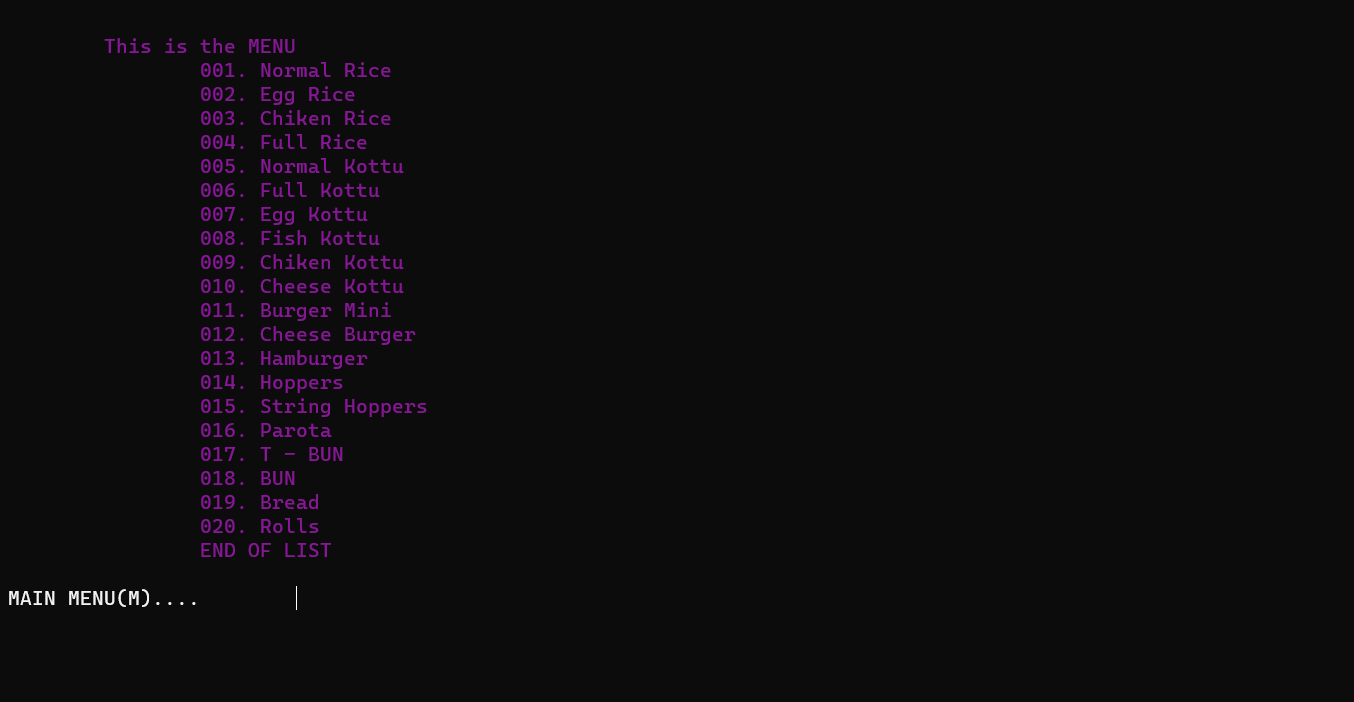 This is the MENU
001. Normal Rice
002. Egg Rice
003. Chiken Rice
004. Full Rice
005. Normal Kottu
006. Full Kottu
007. Egg Kottu
008. Fish Kottu
009. Chiken Kottu
010. Cheese Kottu
011. Burger Mini
012. Cheese Burger
013. Hamburger
014. Hoppers
015. String Hoppers
016. Parota
017. T - BUN
018. BUN
019. Bread
020. Rolls
END OF LIST
MAIN MENU(M)....